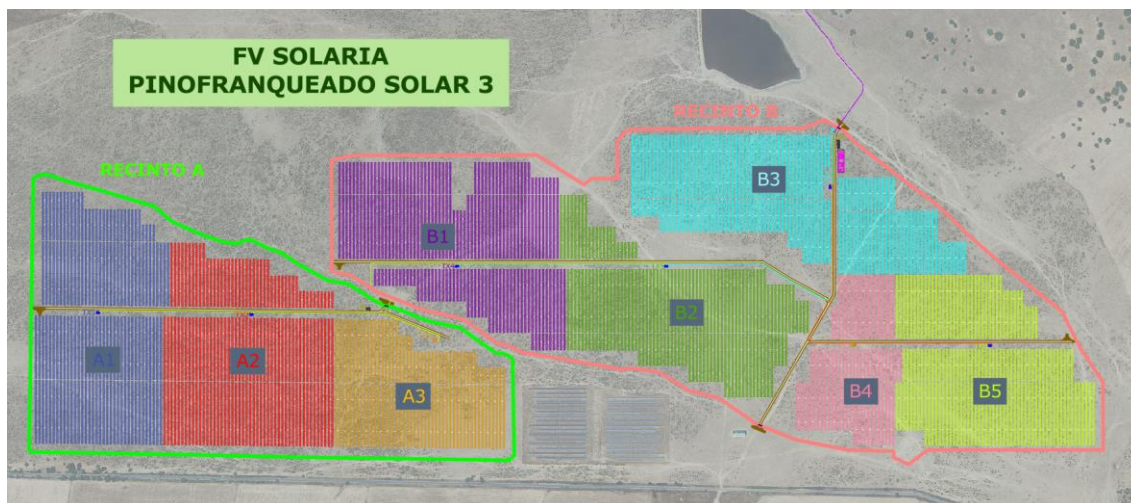 FV SOLARIA
PINOFRANQUEADO SOLAR 3
RECINTO B
RECINTO A
B3
B1
B2
A1
A2
A3
B4
B5